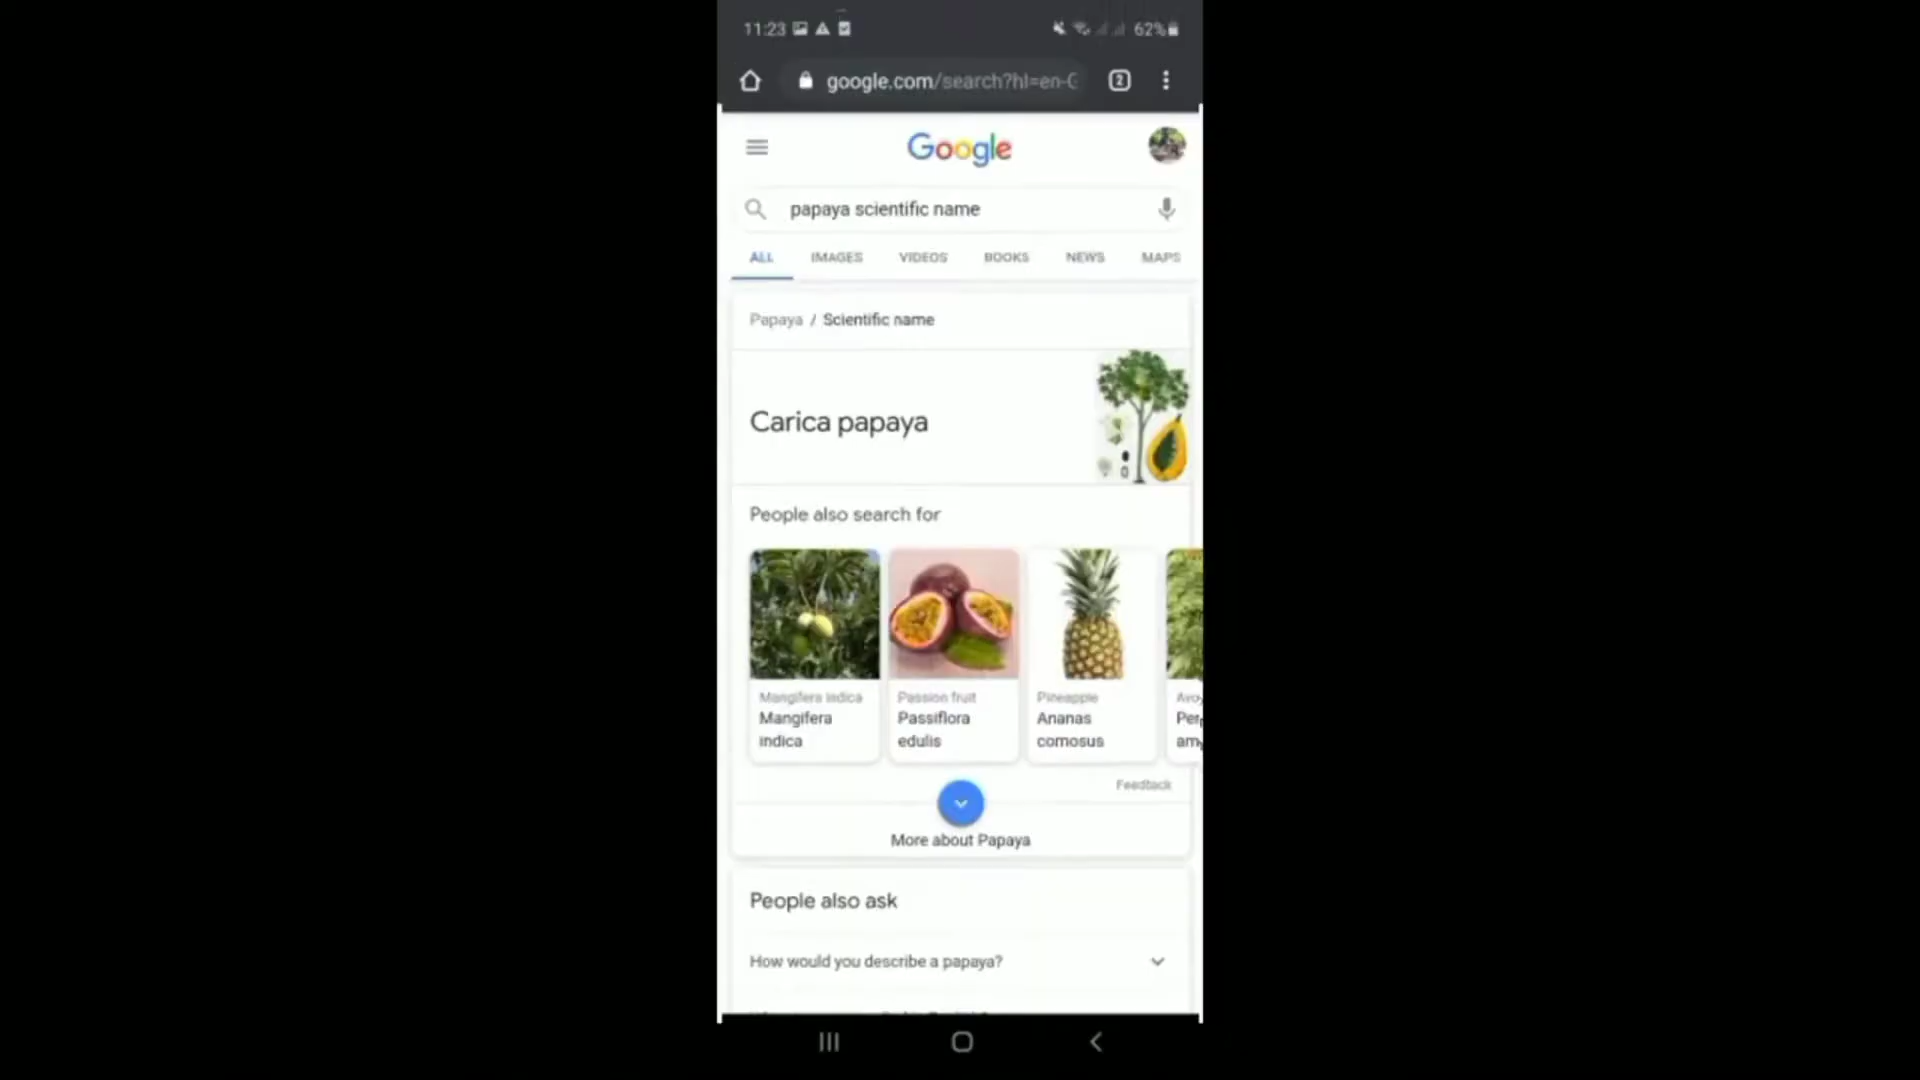 11:23
62%
google.com/search?hl=en-G
2
Google
papaya scientific name
ALL IMAGES VIDEOS BOOKS NEWS MAPS
Papaya / Scientific name
Carica papaya
People also search for
Mangifera indica
Mangifera
indica
Passion fruit
Passiflora
edulis
Pineapple
Ananas
comosus
Feedback
More about Papaya
People also ask
How would you describe a papaya?